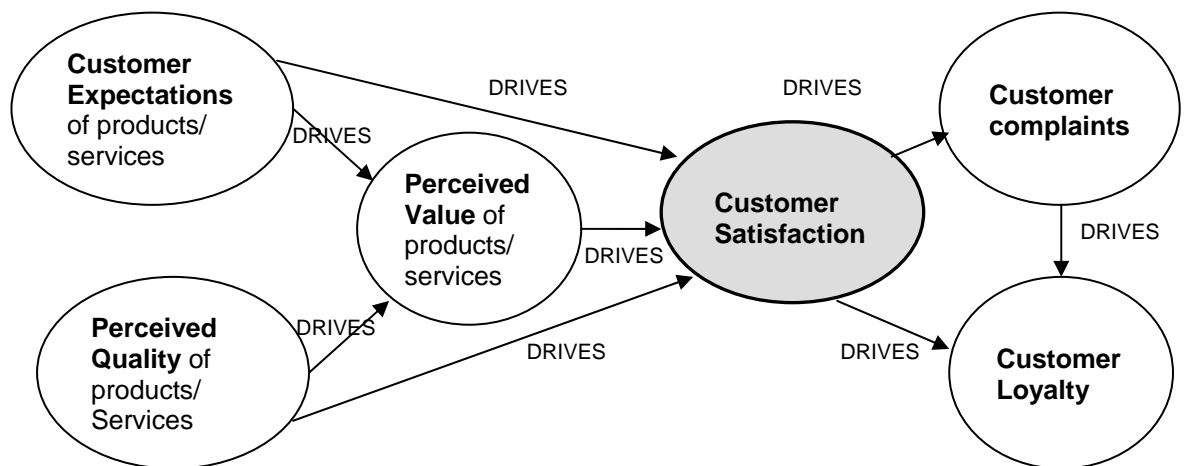 Customer
Expectations
of products/
services
DRIVES
DRIVES
DRIVES
Customer
complaints
Perceived
Value of
products/
services
Customer
Satisfaction
DRIVES
DRIVES
Perceived
Quality of
products/
Services
DRIVES
DRIVES
DRIVES
Customer
Loyalty